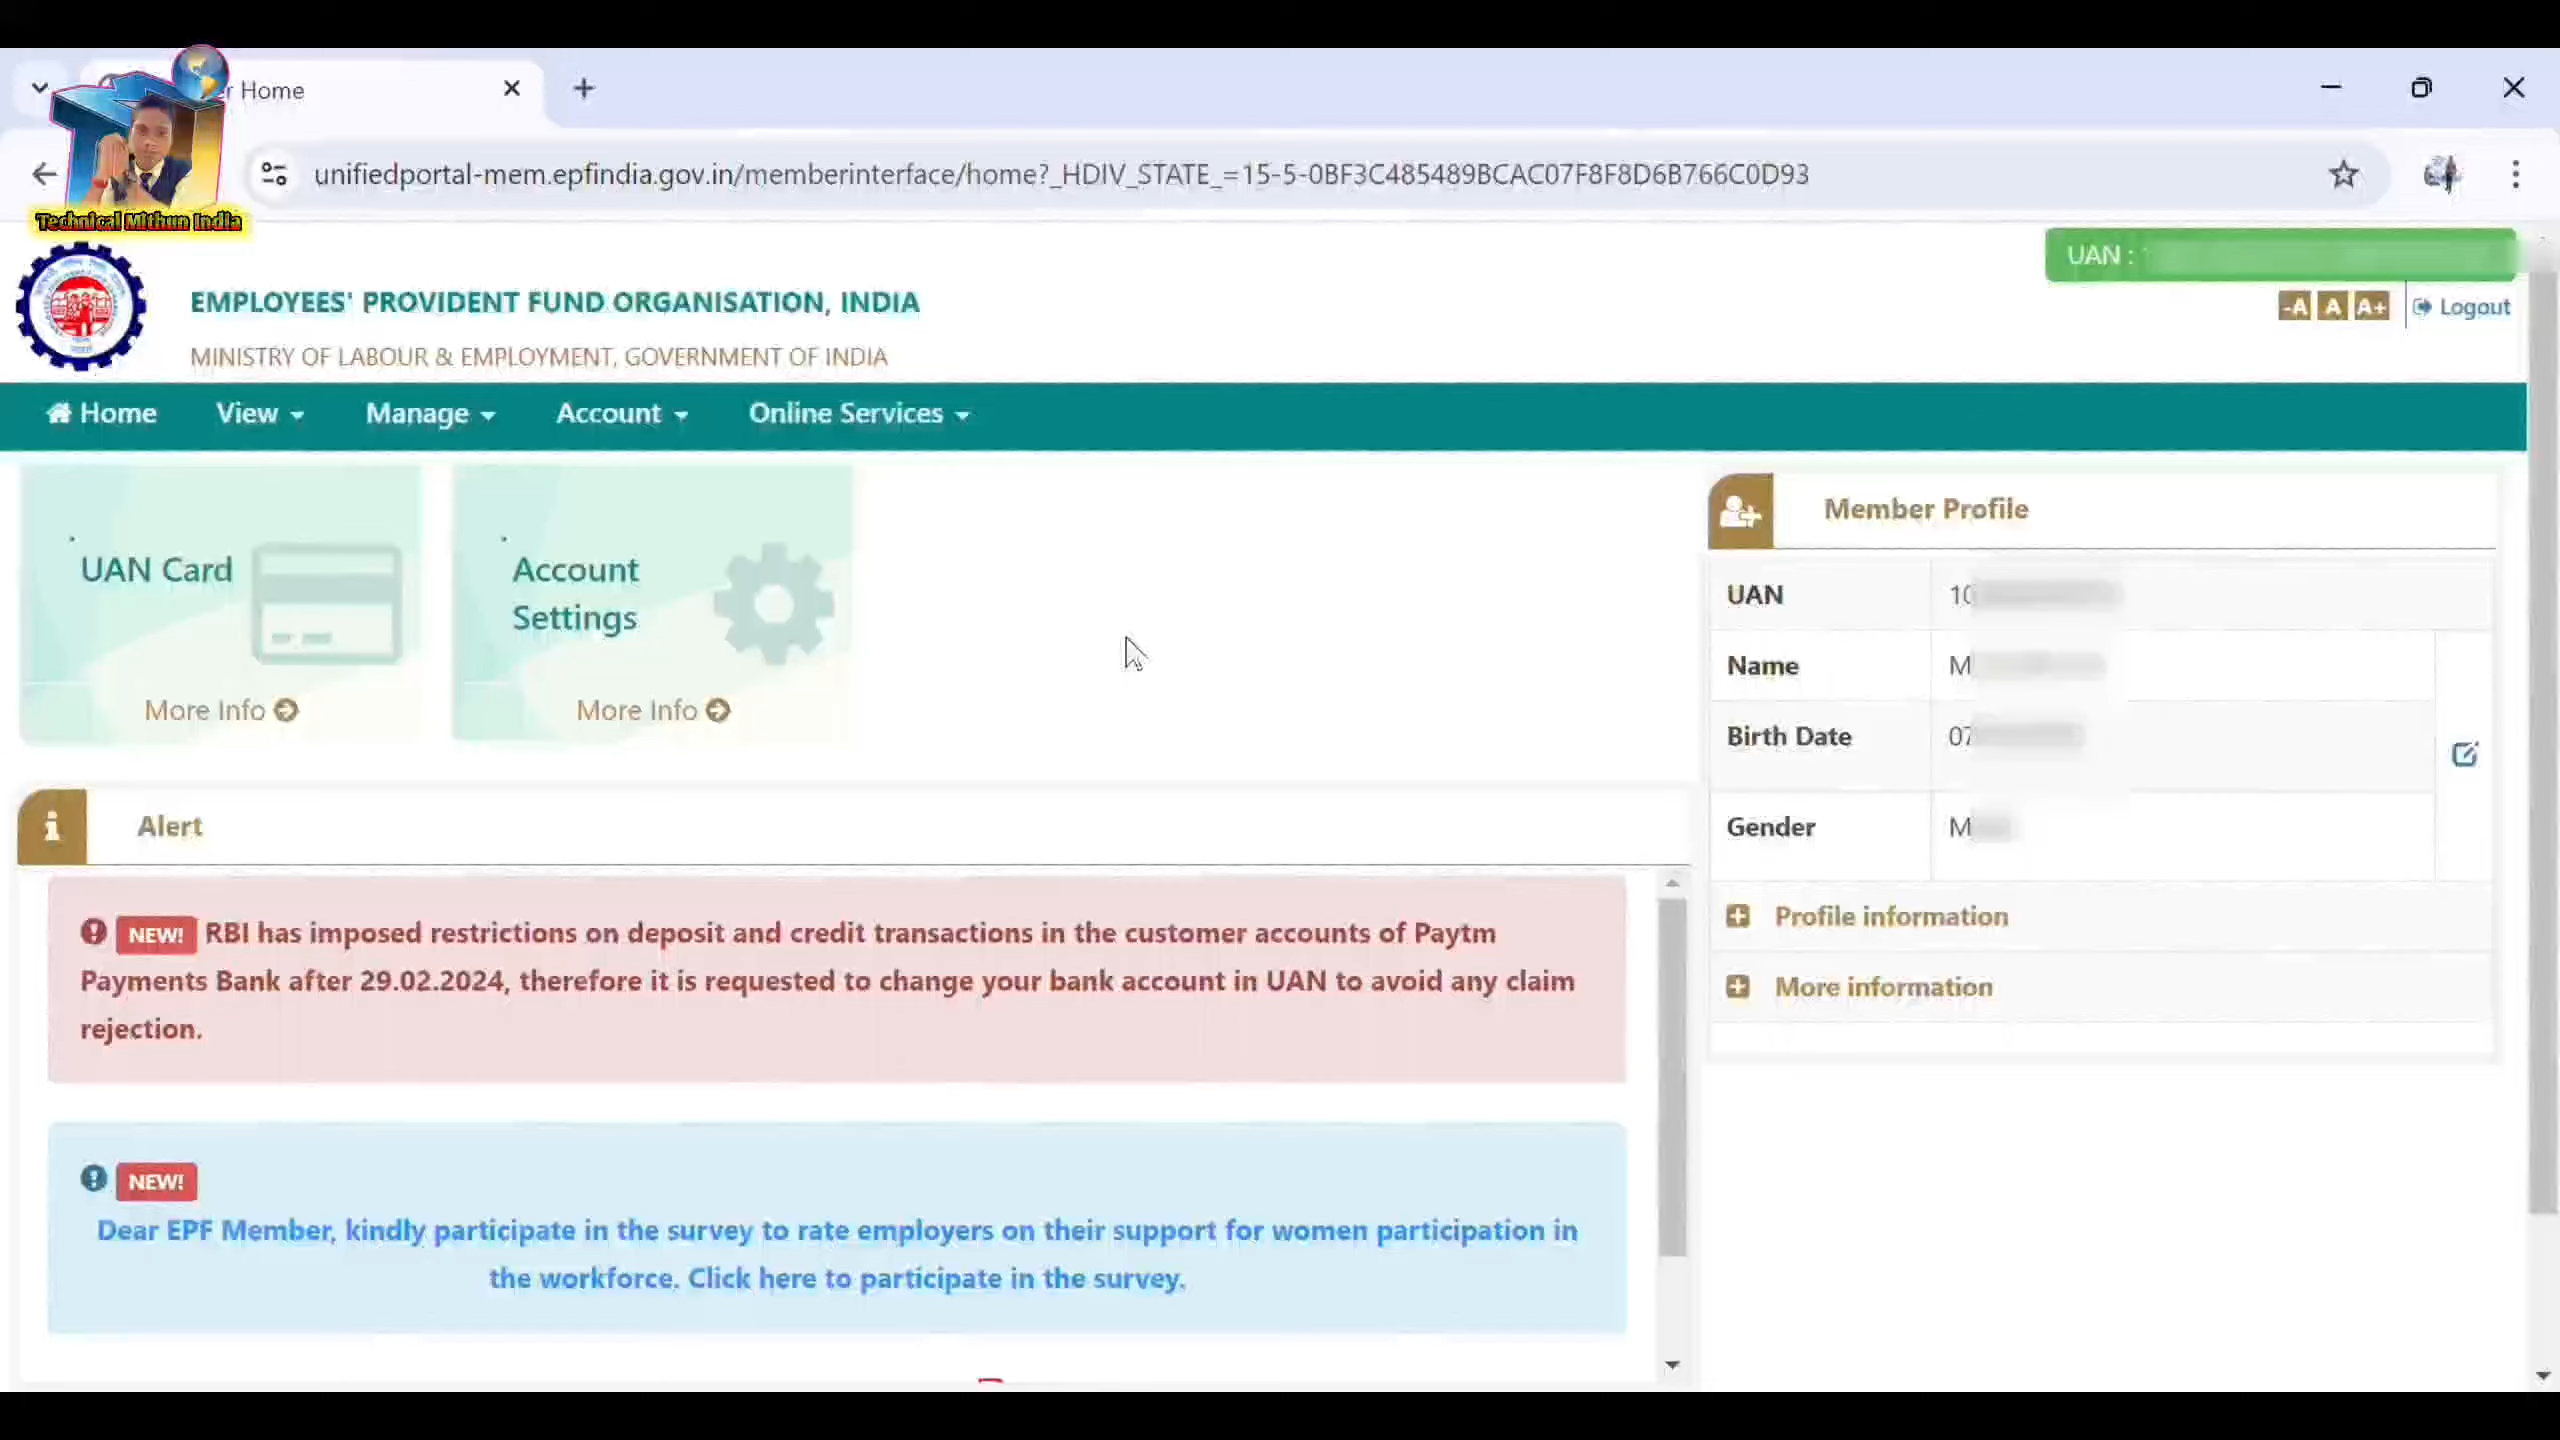 r Home
unifiedportal-mem.epfindia.gov.in/memberinterface/home?_HDIV_STATE_=15-5-0BF3C485489BCAC07F8F8D6B766C0D93
Technical Mithun India
UAN :
EMPLOYEES' PROVIDENT FUND ORGANISATION, INDIA
-A A A+ Logout
MINISTRY OF LABOUR & EMPLOYMENT, GOVERNMENT OF INDIA
Home View Manage Account Online Services
UAN Card
More Info
Account
Settings
More Info
Member Profile
UAN 10
Name M
Birth Date 07
Gender M
Profile information
More information
Alert
NEW! RBI has imposed restrictions on deposit and credit transactions in the customer accounts of Paytm
Payments Bank after 29.02.2024, therefore it is requested to change your bank account in UAN to avoid any claim
rejection.
NEW!
Dear EPF Member, kindly participate in the survey to rate employers on their support for women participation in
the workforce. Click here to participate in the survey.